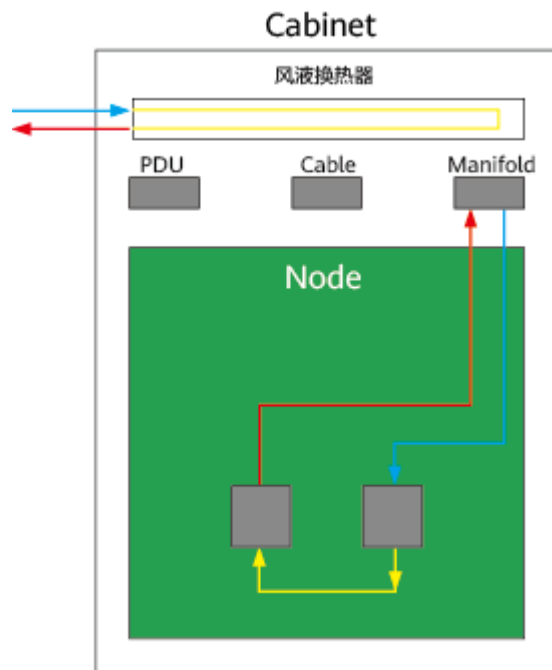 Cabinet
风液换热器
PDU
Cable
Manifold
Node